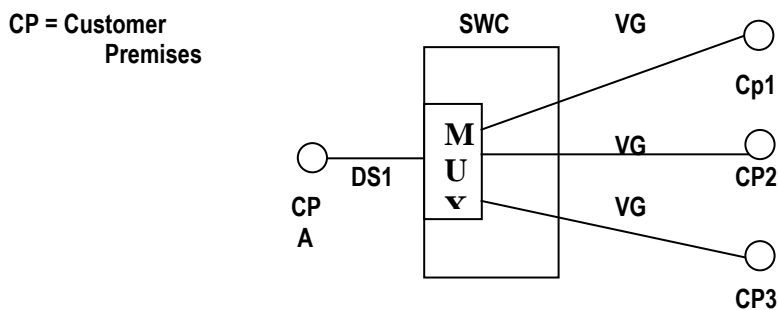 CP = Customer
Premises
SWC
VG
Cp1
M
U
X
DS1
VG
CP2
CP
A
VG
CP3